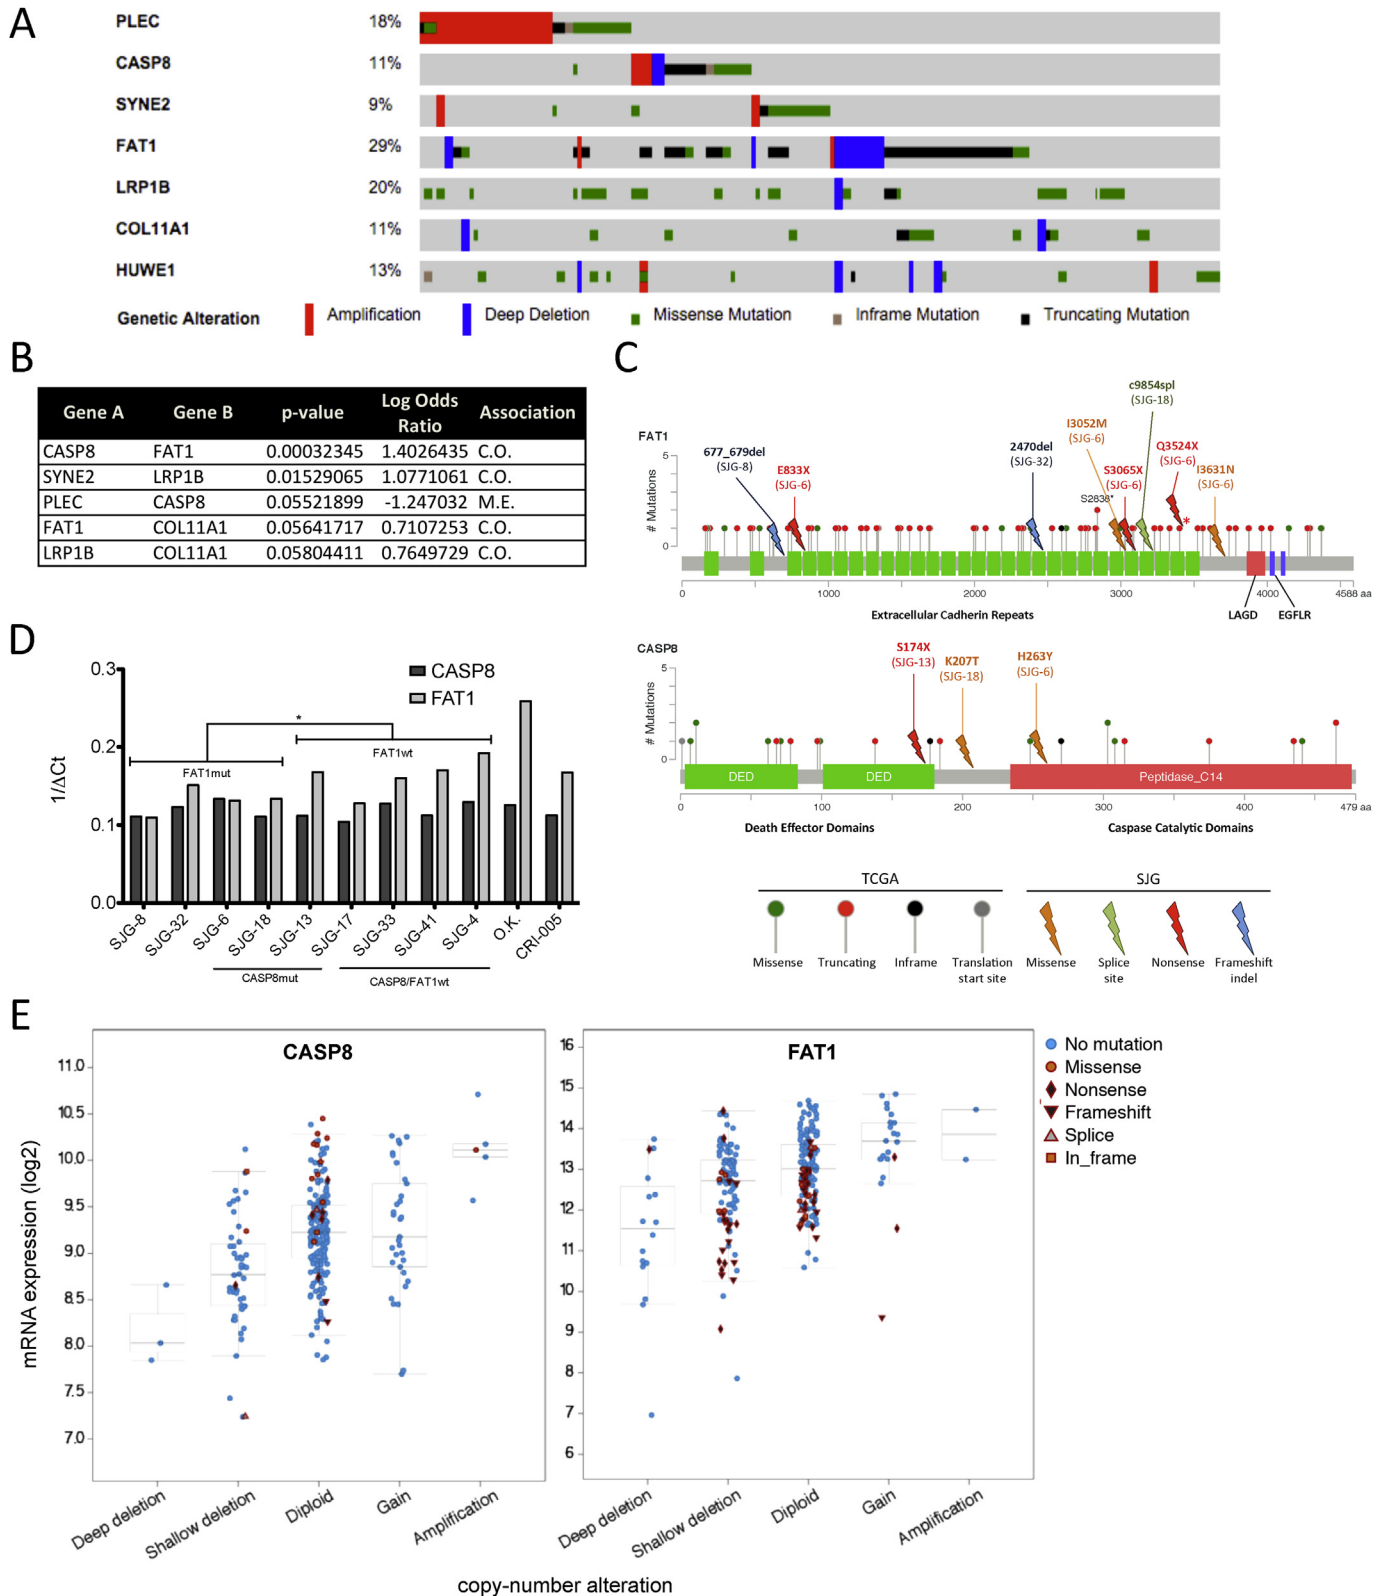 A
PLEC 18%
CASP8 11%
SYNE2 9%
FAT1 29%
LRP1B 20%
COL11A1 11%
HUWE1 13%
Genetic Alteration Amplification Deep Deletion Missense Mutation Inframe Mutation Truncating Mutation
B
Gene A Gene B p-value Log Odds Ratio Association
CASP8 FAT1 0.00032345 1.4026435 C.O.
SYNE2 LRP1B 0.01529065 1.0771061 C.O.
PLEC CASP8 0.05521899 -1.247032 M.E.
FAT1 COL11A1 0.05641717 0.7107253 C.O.
LRP1B COL11A1 0.05804411 0.7649729 C.O.
C
FAT1
# Mutations
5
0
677_679del
(SJG-8)
E833X
(SJG-6)
2470del
(SJG-32)
I3052M
(SJG-6)
c9854spl
(SJG-18)
S2838*
S3065X
(SJG-6)
Q3524X
(SJG-6)
*
I3631N
(SJG-6)
0 1000 2000 3000 4000 4588 aa
Extracellular Cadherin Repeats LAGD EGFLR
CASP8
# Mutations
5
0
S174X
(SJG-13)
K207T
(SJG-18)
H263Y
(SJG-6)
DED DED Peptidase_C14
0 100 200 300 400 479 aa
Death Effector Domains Caspase Catalytic Domains
TCGA SJG
Missense Truncating Inframe Translation start site
Missense Splice site Nonsense Frameshift indel
D
1/ΔCt
0.3
0.2
0.1
0.0
CASP8
FAT1
*
FAT1mut
FAT1wt
SJG-8 SJG-32 SJG-6 SJG-18 SJG-13 SJG-17 SJG-33 SJG-41 SJG-4 O.K. CRI-005
CASP8mut CASP8/FAT1wt
E
mRNA expression (log2)
CASP8
11.0
10.5
10.0
9.5
9.0
8.5
8.0
7.5
7.0
Deep deletion Shallow deletion Diploid Gain Amplification
FAT1
16
15
14
13
12
11
10
9
8
7
6
Deep deletion Shallow deletion Diploid Gain Amplification
No mutation
Missense
Nonsense
Frameshift
Splice
In_frame
copy-number alteration